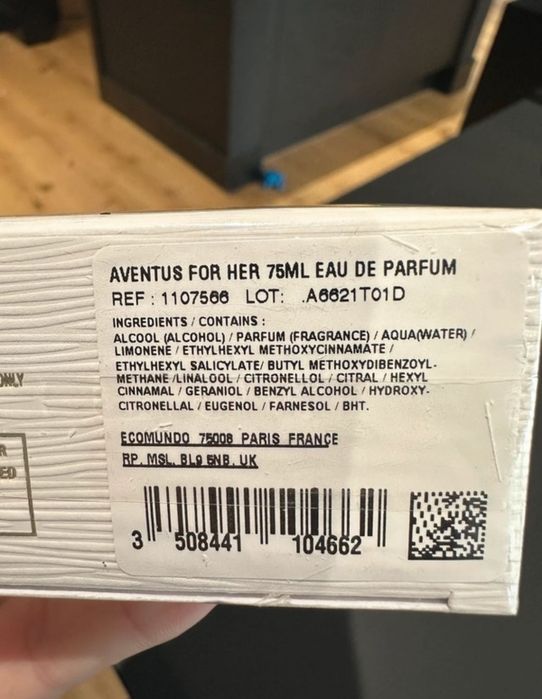 AVENTUS FOR HER 75ML EAU DE PARFUM
REF : 1107566 LOT: .A6621T01D
INGREDIENTS / CONTAINS :
ALCOOL (ALCOHOL) / PARFUM (FRAGRANCE) / AQUA(WATER) /
LIMONENE / ETHYLHEXYL METHOXYCINNAMATE /
ETHYLHEXYL SALICYLATE/ BUTYL METHOXYDIBENZOYL-
METHANE /LINALOOL / CITRONELLOL / CITRAL / HEXYL
CINNAMAL / GERANIOL / BENZYL ALCOHOL / HYDROXY-
CITRONELLAL / EUGENOL / FARNESOL / BHT.
ECOMUNDO 75008 PARIS FRANCE
RP. MSL. BL9 5NB. UK
3 508441 104662
ONLY
R
ED